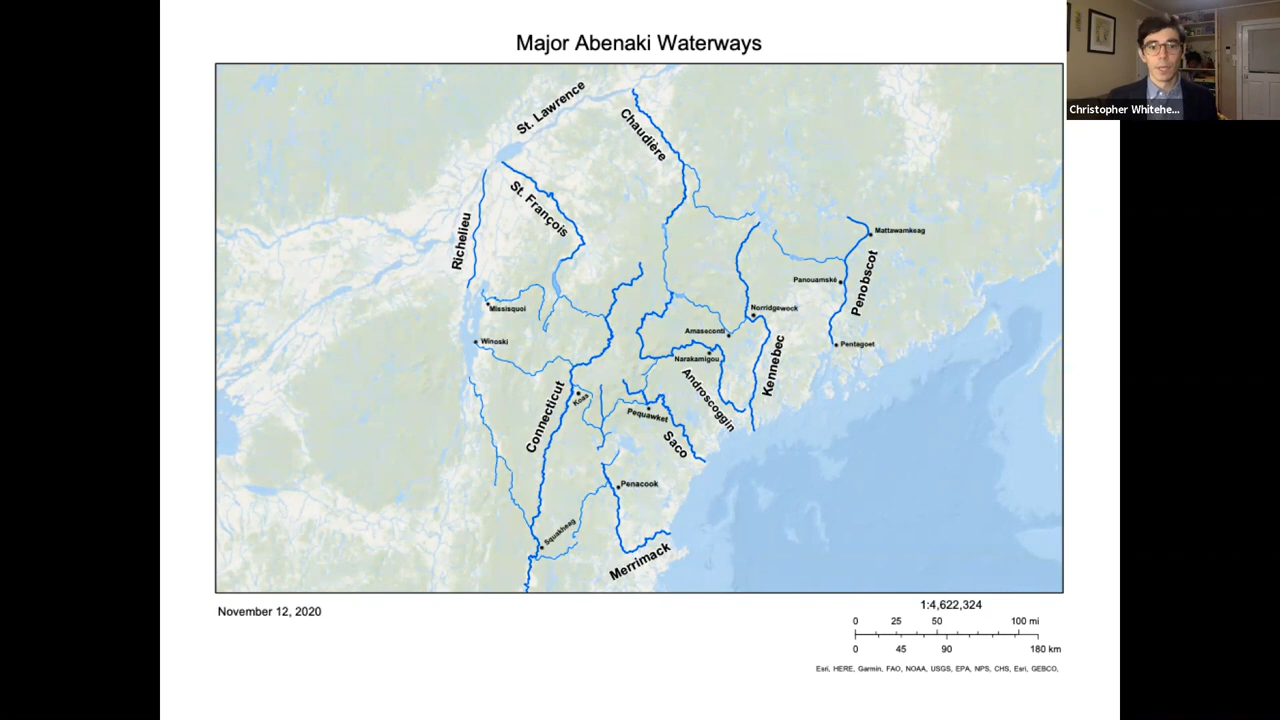 Major Abenaki Waterways
Christopher Whitehe...
St. Lawrence
Chaudière
St. François
Richelieu
Mattawamkeag
Penobscot
Panouamské
Missisquoi
Norridgewock
Amaseconti
Winoski
Pentagoet
Narakamigou
Kennebec
Androscoggin
Connecticut
Koas
Pequawket
Saco
Penacook
Squakheag
Merrimack
November 12, 2020
1:4,622,324
0 25 50 100 mi
0 45 90 180 km
Esri, HERE, Garmin, FAO, NOAA, USGS, EPA, NPS, CHS, Esri, GEBCO,